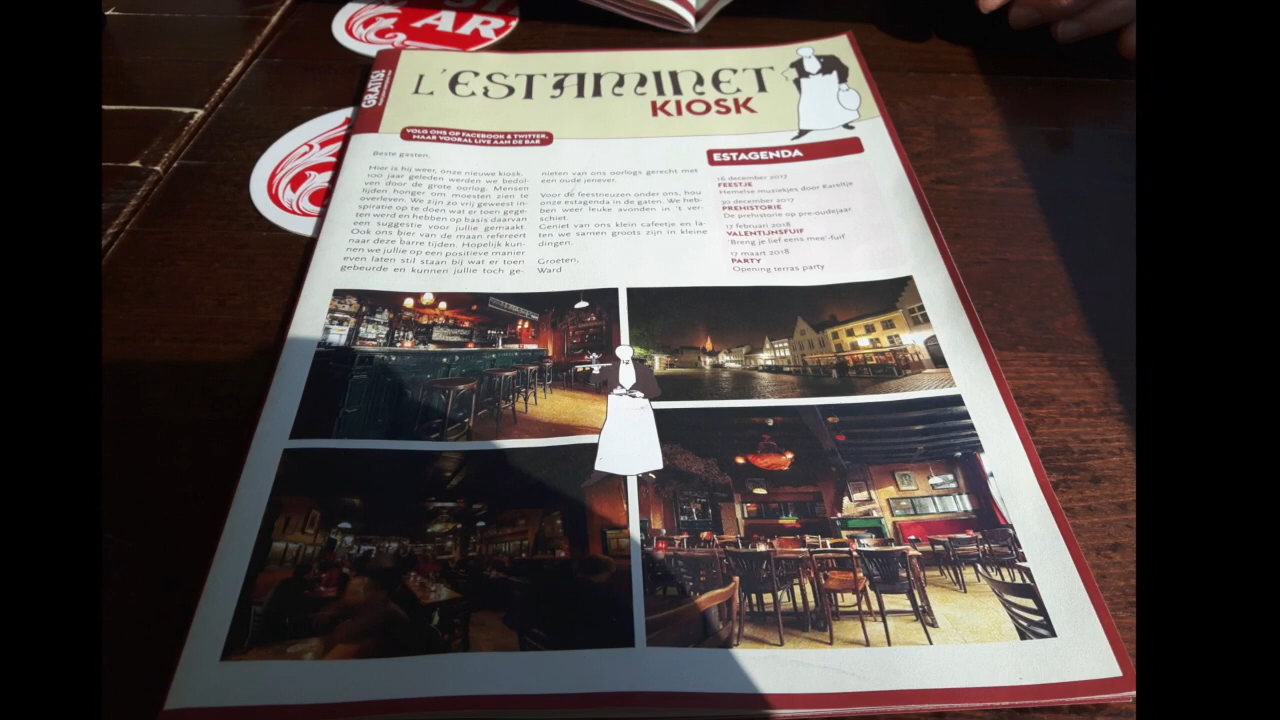 AR
GRATIS!
L'ESTAMINET
KIOSK
VOLG ONS OP FACEBOOK & TWITTER,
MAAR VOORAL LIVE AAN DE BAR
Beste gasten,
Hier is hij weer, onze nieuwe kiosk.
100 jaar geleden werden we bedol-
ven door de grote oorlog. Mensen
lijden honger om moesten zien te
overleven. We zijn zo vrij geweest in-
spiratie op te doen wat er toen gege-
ten werd en hebben op basis daarvan
een suggestie voor jullie gemaakt.
Ook ons bier van de maan refereert
naar deze barre tijden. Hopelijk kun-
nen we jullie op een positieve manier
even laten stil staan bij wat er toen
gebeurde en kunnen jullie toch ge-
nieten van ons oorlogs gerecht met
een oude jenever.
Voor de feestneuzen onder ons, hou
onze estagenda in de gaten. We heb-
ben weer leuke avonden in 't ver-
schiet.
Geniet van ons klein cafeetje en la-
ten we samen groots zijn in kleine
dingen.
Groeten,
Ward
ESTAGENDA
16 december 2017
FEESTJE
Hemelse muziekjes door Kareltje
30 december 2017
PREHISTORIE
De prehistorie op pre-oudejaar
17 februari 2018
VALENTIJNSFUIF
'Breng je lief eens mee'-fuif
17 maart 2018
PARTY
Opening terras party